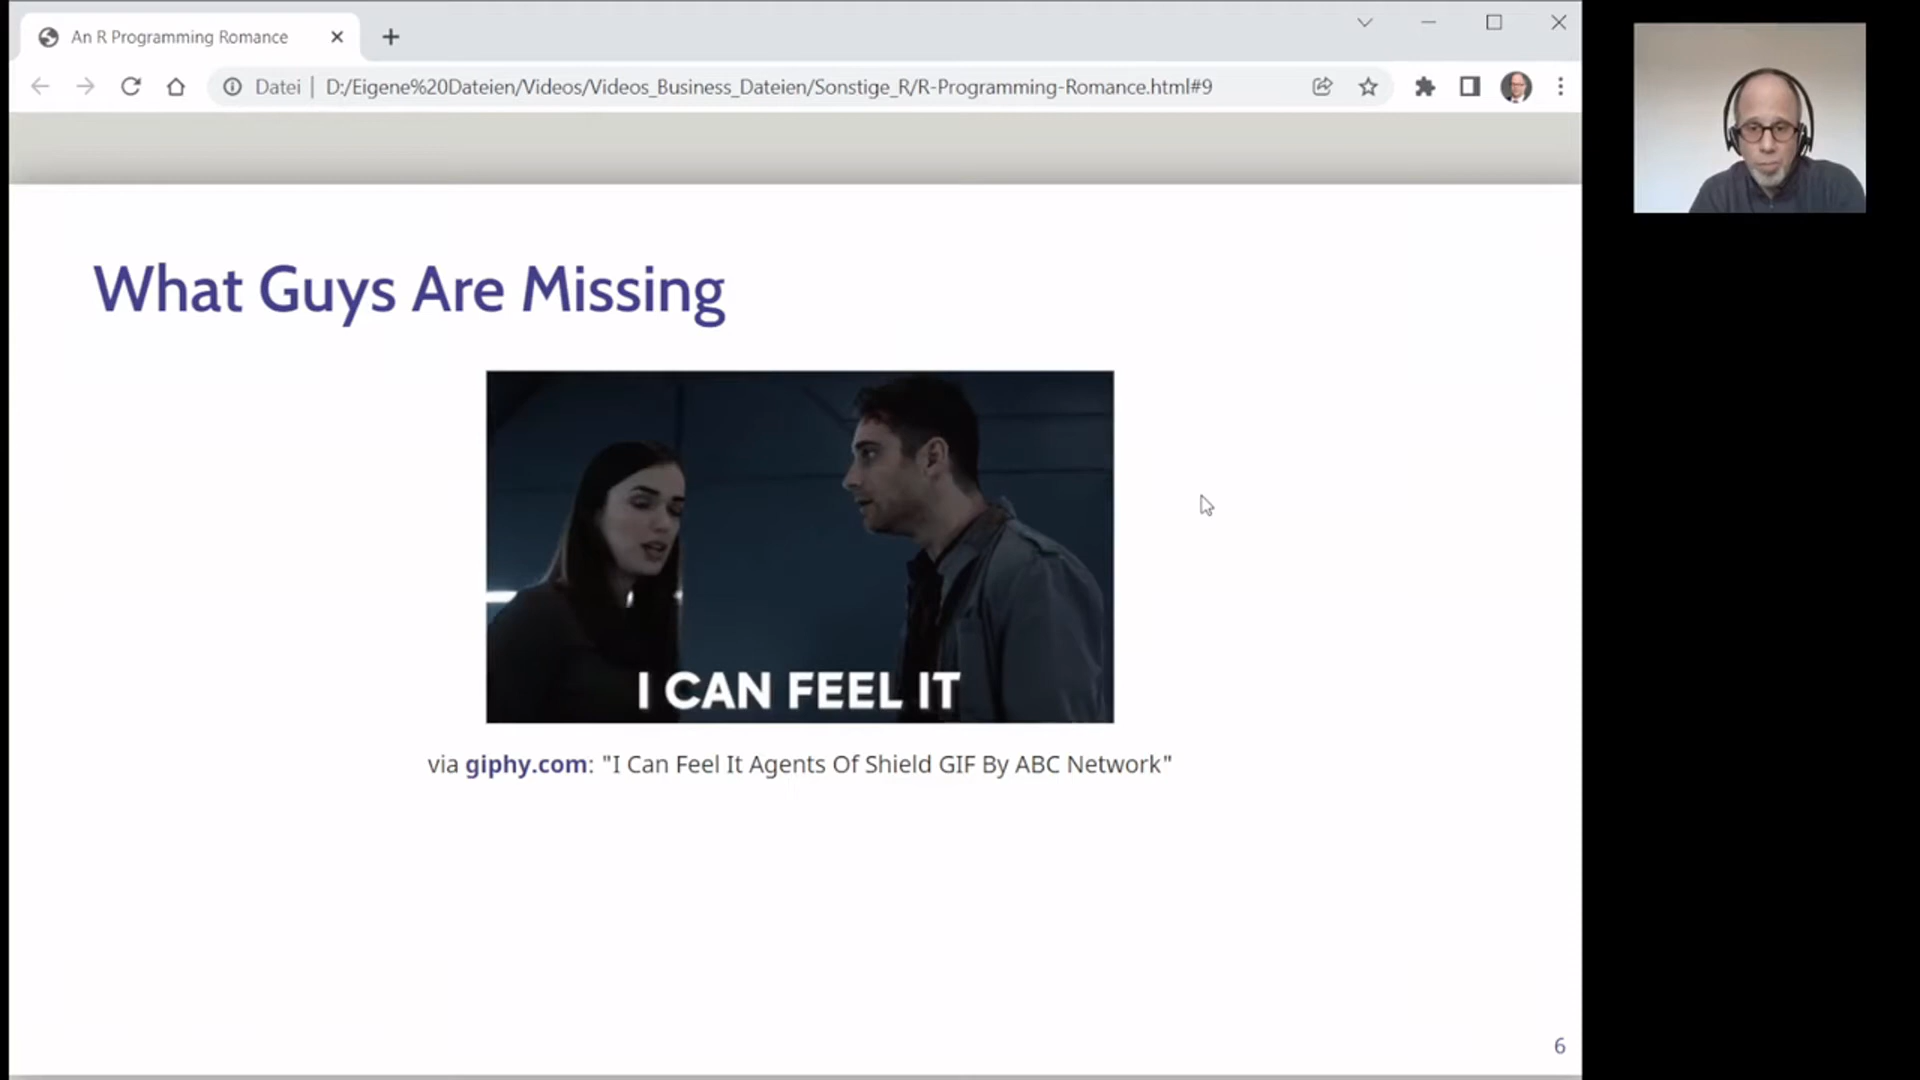 An R Programming Romance
Datei | D:/Eigene%20Dateien/Videos/Videos_Business_Dateien/Sonstige_R/R-Programming-Romance.html#9
What Guys Are Missing
I CAN FEEL IT
via giphy.com: "I Can Feel It Agents Of Shield GIF By ABC Network"
6